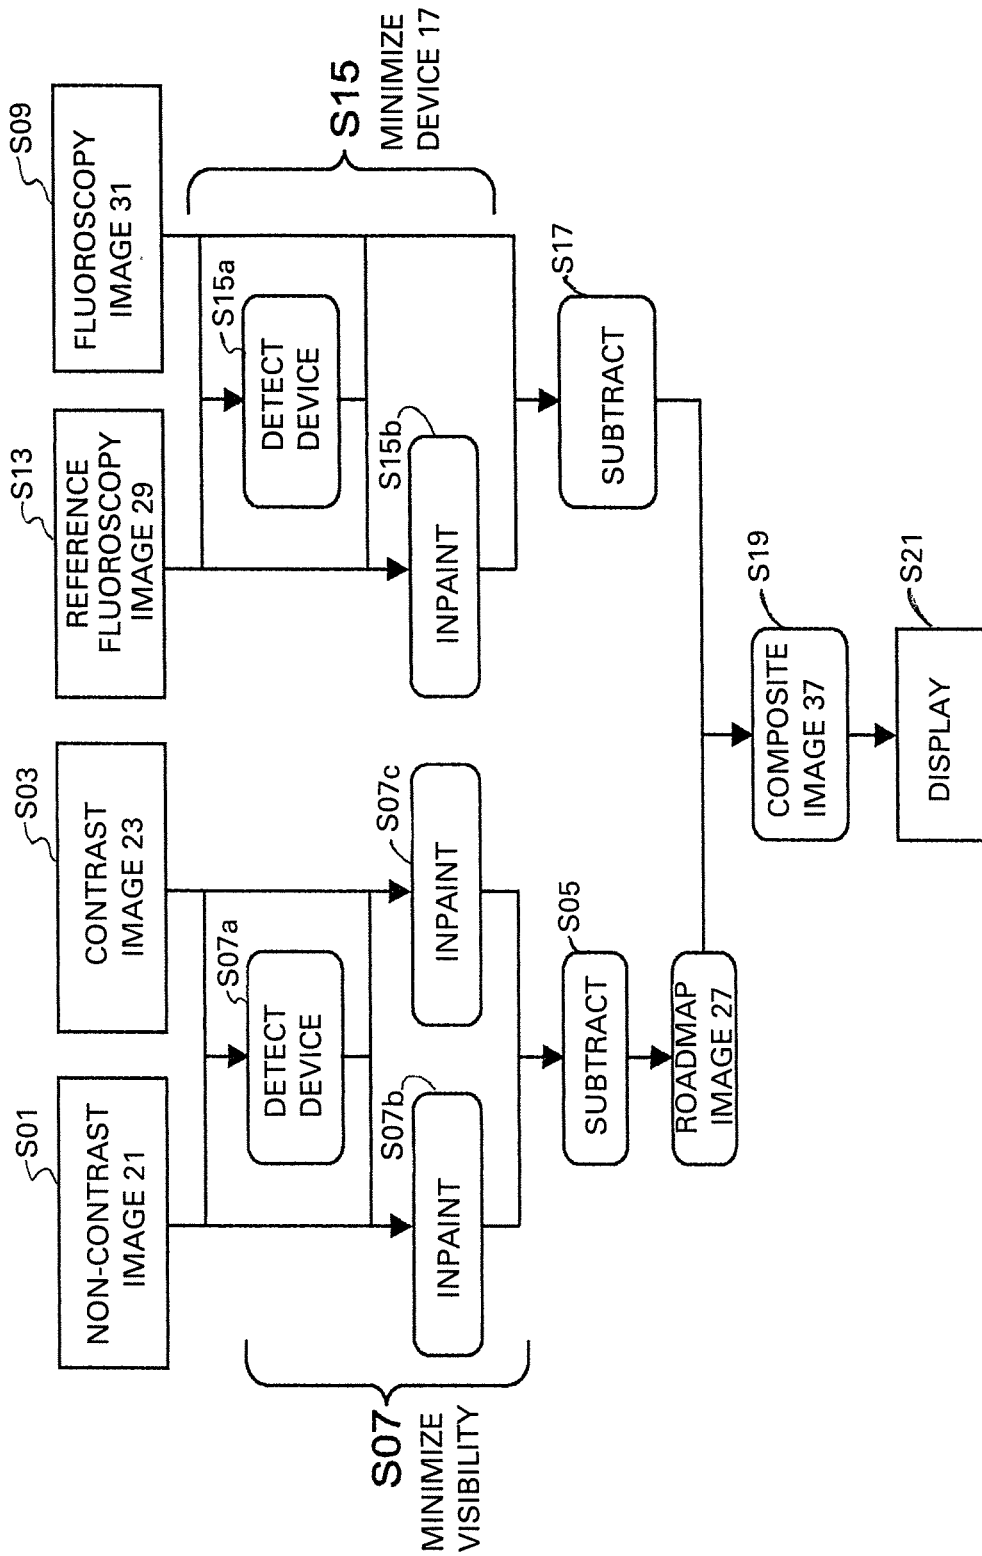 S01
NON-CONTRAST
IMAGE 21
S03
CONTRAST
IMAGE 23
S13
REFERENCE
FLUOROSCOPY
IMAGE 29
S09
FLUOROSCOPY
IMAGE 31
S07
MINIMIZE
VISIBILITY
S07a
DETECT
DEVICE
S15a
DETECT
DEVICE
S15
MINIMIZE
DEVICE 17
S07b
INPAINT
S07c
INPAINT
S15b
INPAINT
S05
SUBTRACT
S17
SUBTRACT
ROADMAP
IMAGE 27
S19
COMPOSITE
IMAGE 37
S21
DISPLAY